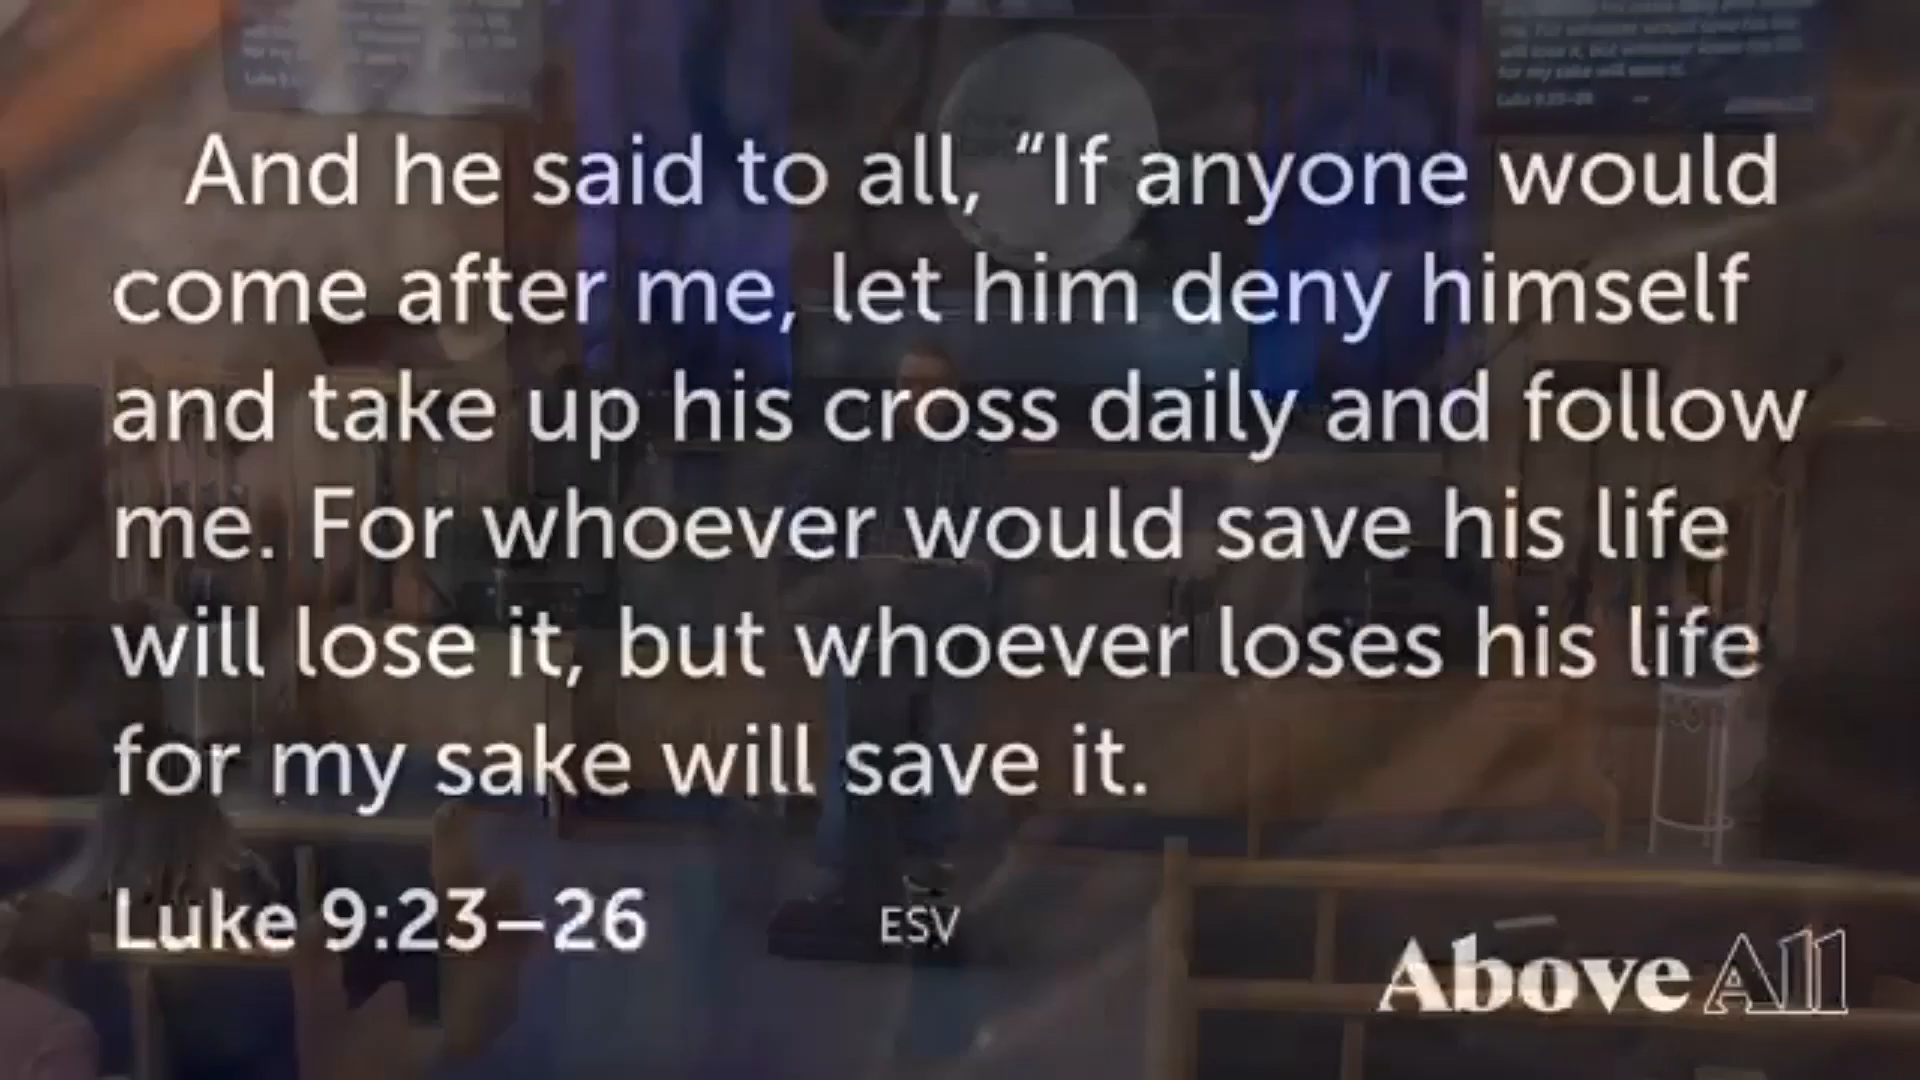 And he said to all, “If anyone would
come after me, let him deny himself
and take up his cross daily and follow
me. For whoever would save his life
will lose it, but whoever loses his life
for my sake will save it.
Luke 9:23–26 ESV
Above All